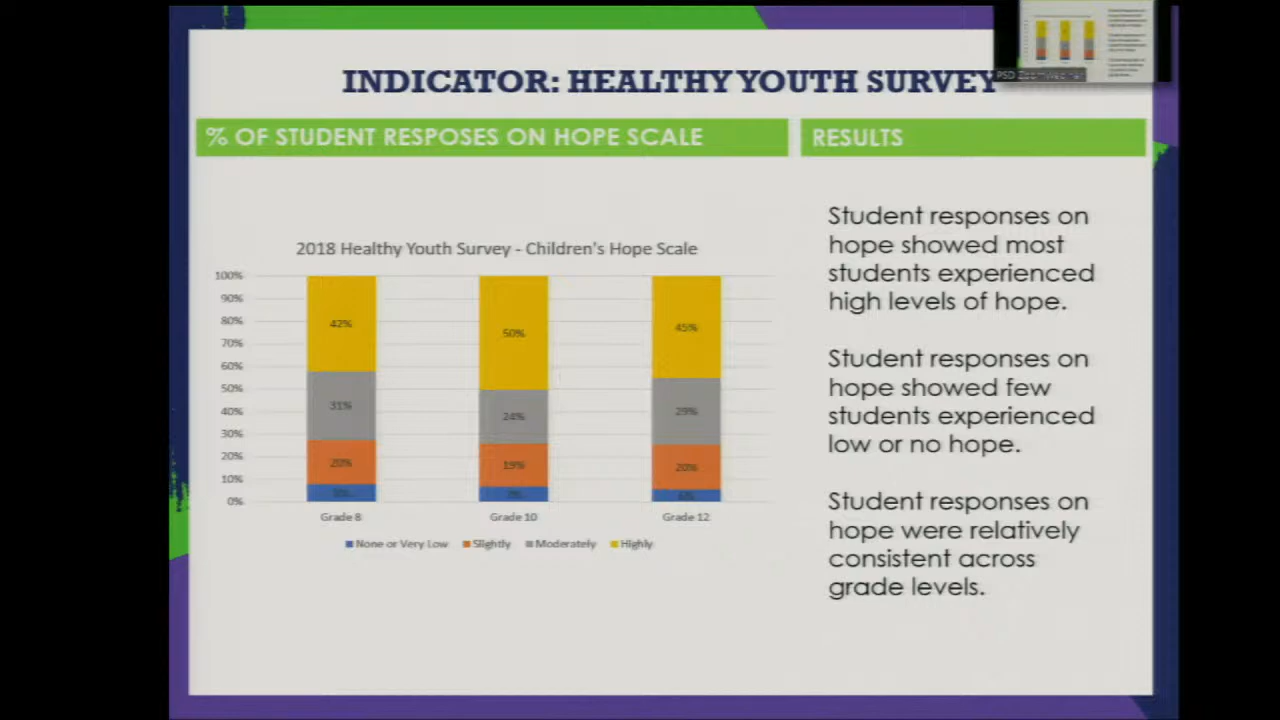 INDICATOR: HEALTHY YOUTH SURVEY
% OF STUDENT RESPOSES ON HOPE SCALE
RESULTS
2018 Healthy Youth Survey - Children's Hope Scale
100%
90%
80%
70%
60%
50%
40%
30%
20%
10%
0%
42%
31%
20%
50%
24%
19%
7%
45%
29%
20%
6%
Grade 8
Grade 10
Grade 12
None or Very Low
Slightly
Moderately
Highly
Student responses on
hope showed most
students experienced
high levels of hope.
Student responses on
hope showed few
students experienced
low or no hope.
Student responses on
hope were relatively
consistent across
grade levels.
PSD